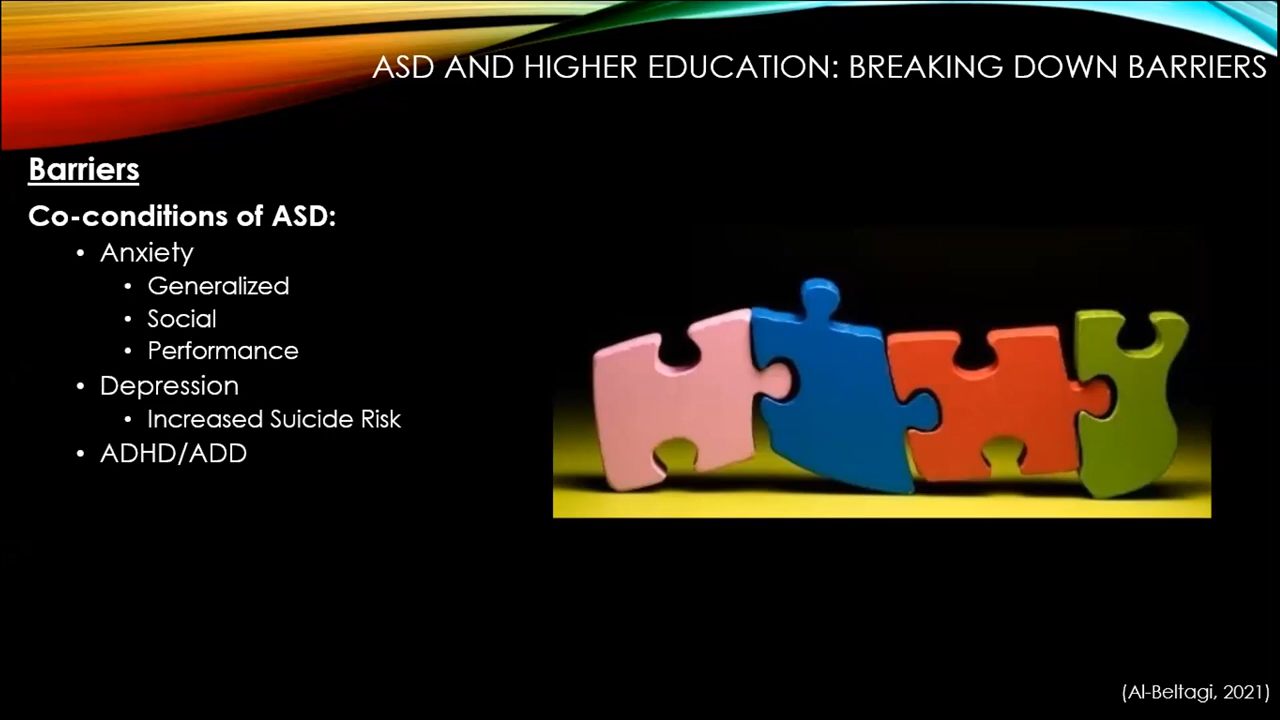 ASD AND HIGHER EDUCATION: BREAKING DOWN BARRIERS
Barriers
Co-conditions of ASD:
• Anxiety
• Generalized
• Social
• Performance
• Depression
• Increased Suicide Risk
• ADHD/ADD
(Al-Beltagi, 2021)